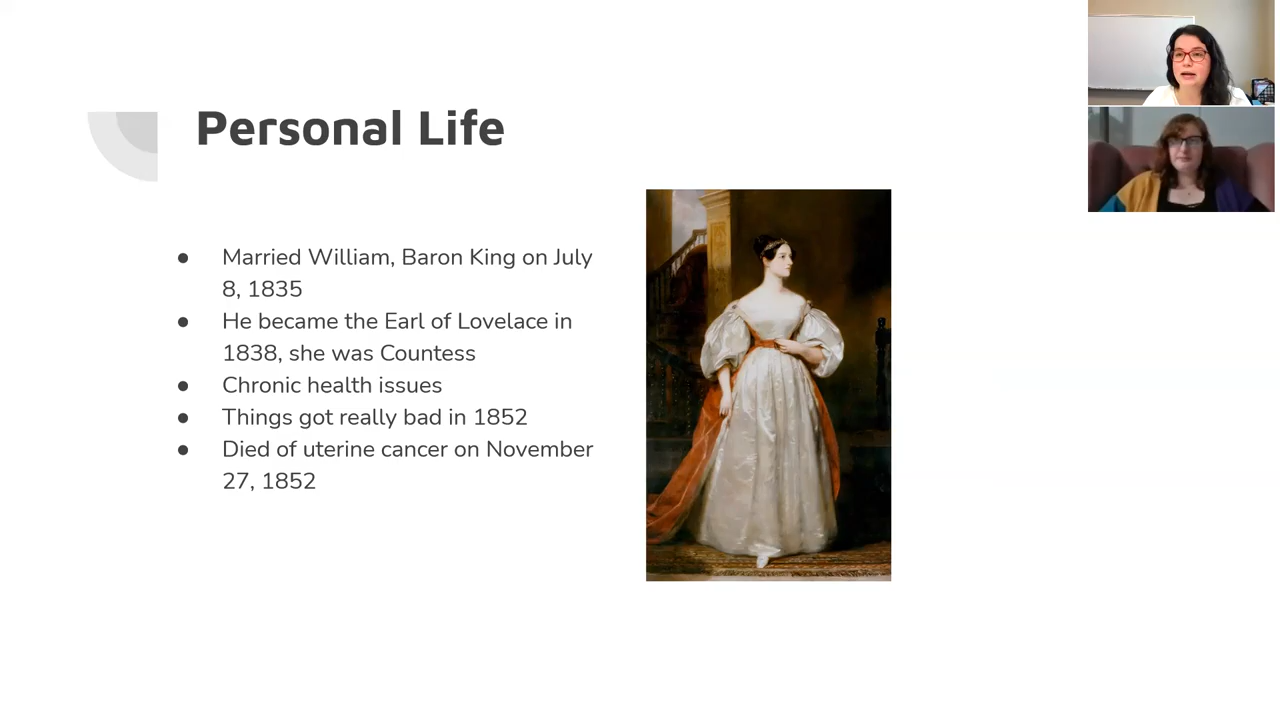 Personal Life
● Married William, Baron King on July
8, 1835
● He became the Earl of Lovelace in
1838, she was Countess
● Chronic health issues
● Things got really bad in 1852
● Died of uterine cancer on November
27, 1852